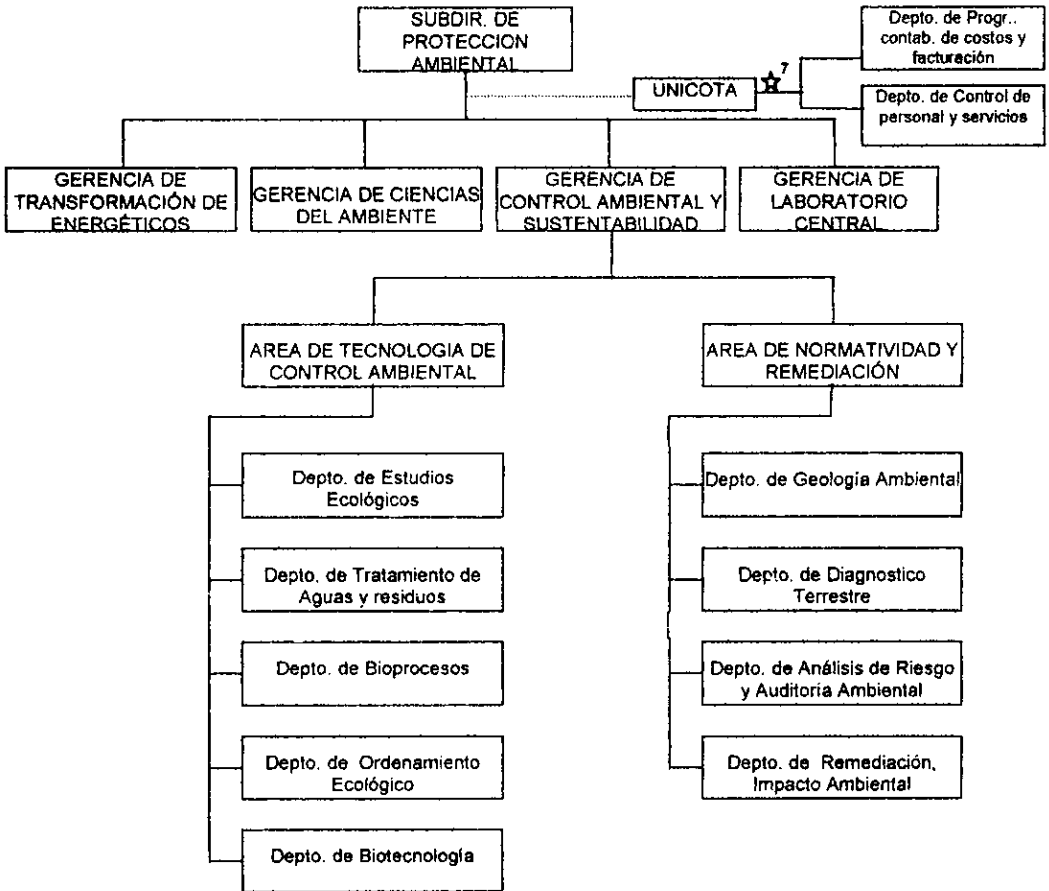 SUBDIR. DE
PROTECCION
AMBIENTAL
UNICOTA
7
Depto. de Progr..
contab. de costos y
facturación
Depto. de Control de
personal y servicios
GERENCIA DE
TRANSFORMACIÓN DE
ENERGÉTICOS
GERENCIA DE CIENCIAS
DEL AMBIENTE
GERENCIA DE
CONTROL AMBIENTAL Y
SUSTENTABILIDAD
GERENCIA DE
LABORATORIO
CENTRAL
AREA DE TECNOLOGIA DE
CONTROL AMBIENTAL
AREA DE NORMATIVIDAD Y
REMEDIACIÓN
Depto. de Estudios
Ecológicos
Depto. de Tratamiento de
Aguas y residuos
Depto. de Bioprocesos
Depto. de Ordenamiento
Ecológico
Depto. de Biotecnología
Depto. de Geología Ambiental
Depto. de Diagnostico
Terrestre
Depto. de Análisis de Riesgo
y Auditoría Ambiental
Depto. de Remediación,
Impacto Ambiental